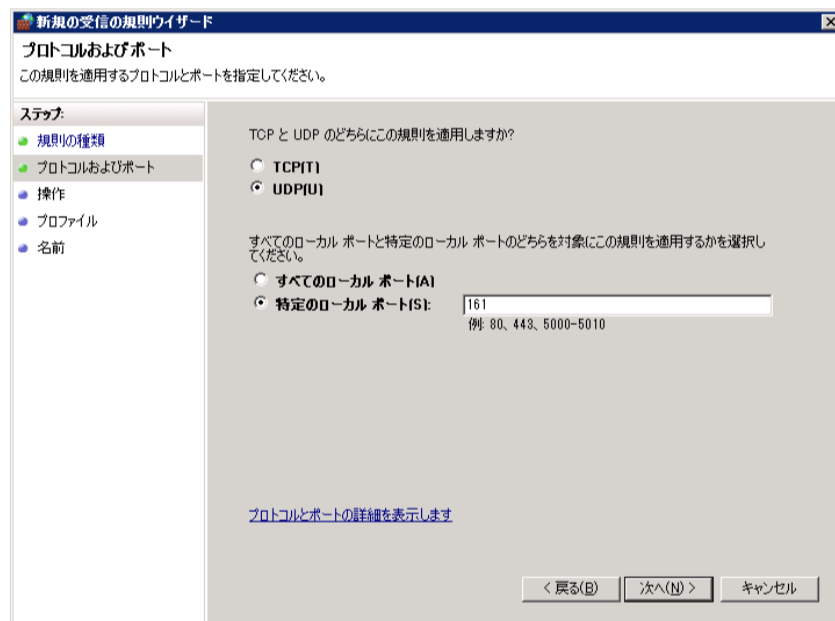 新規の受信の規則ウィザード
プロトコルおよびポート
この規則を適用するプロトコルとポートを指定してください。
ステップ:
規則の種類
プロトコルおよびポート
操作
プロファイル
名前
TCP と UDP のどちらにこの規則を適用しますか?
TCP(T)
UDP(U)
すべてのローカル ポートと特定のローカル ポートのどちらを対象にこの規則を適用するかを選択し
てください。
すべてのローカル ポート(A)
特定のローカル ポート(S): 161
例: 80、443、5000-5010
プロトコルとポートの詳細を表示します
< 戻る(B) 次へ(N) > キャンセル